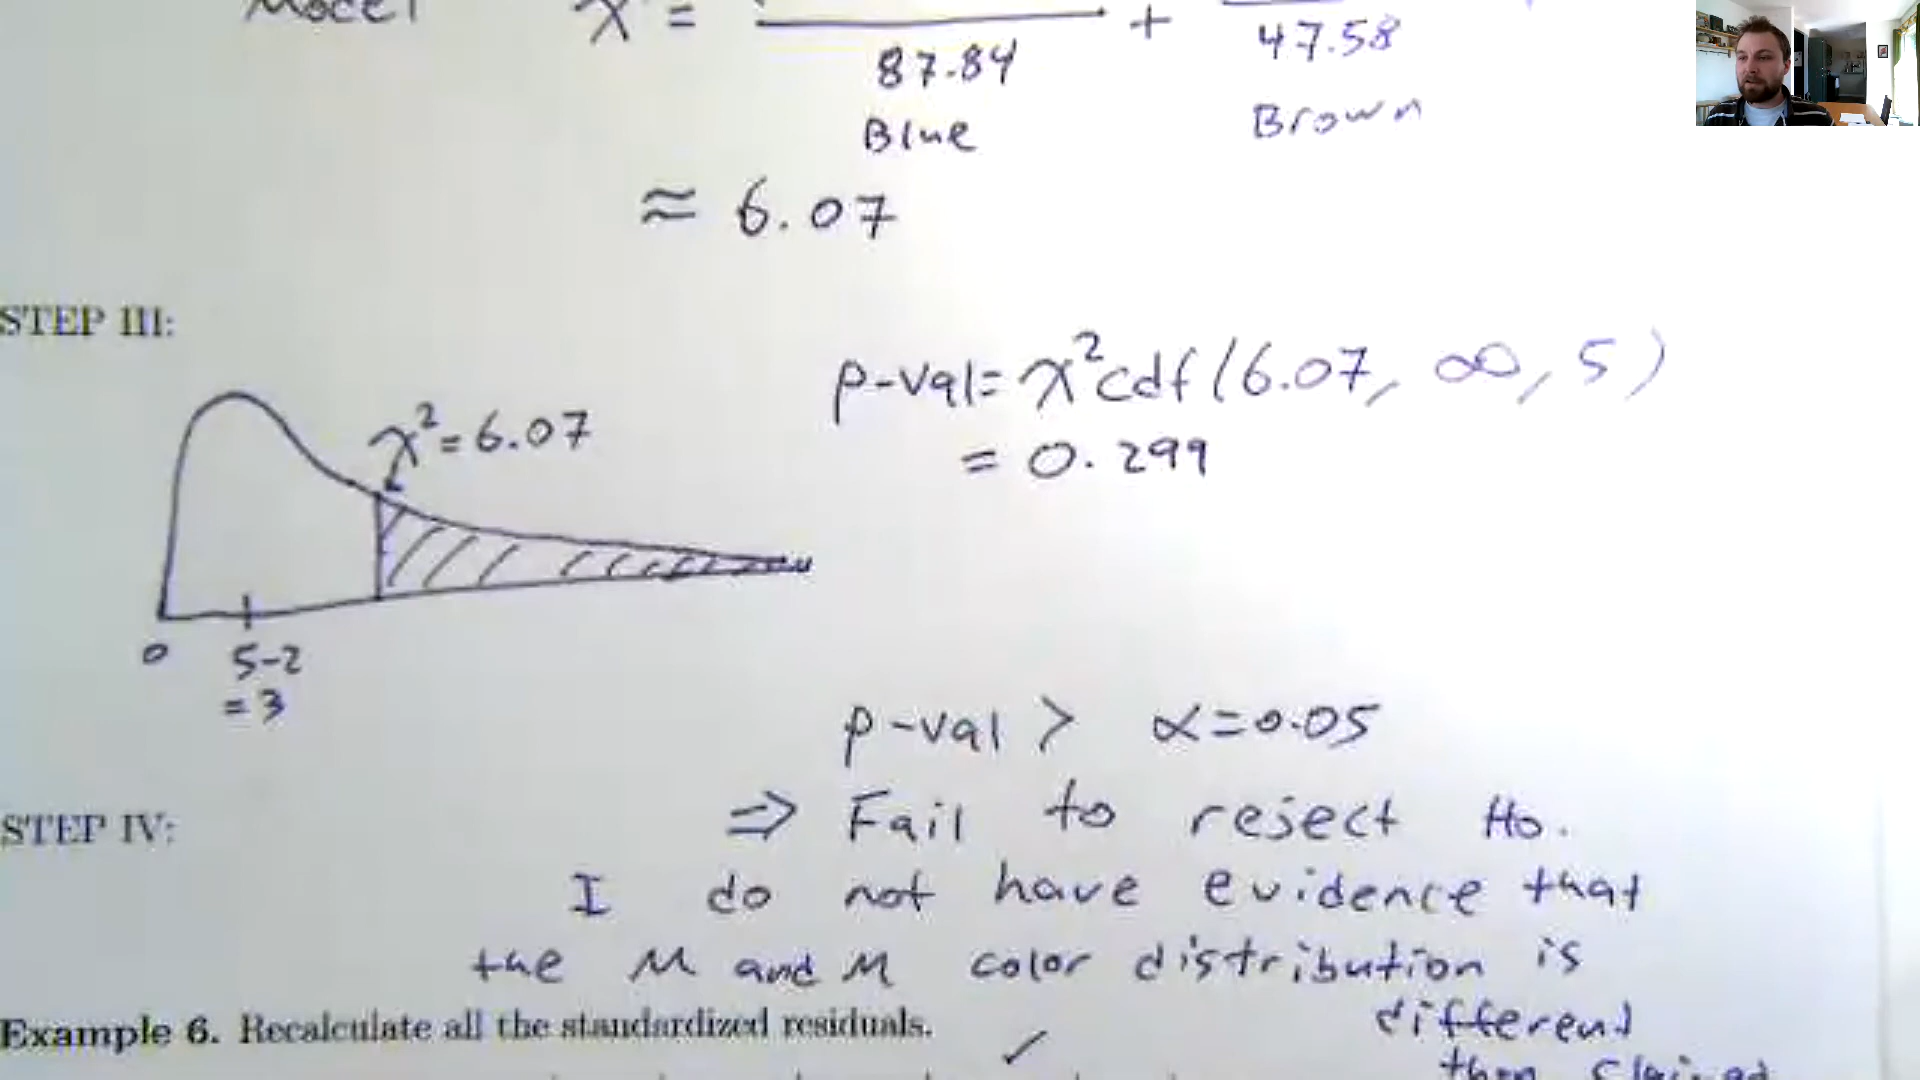 Model χ² = 87.84 + 47.58
Blue Brown
≈ 6.07
STEP III:
p-val = χ²cdf(6.07, ∞, 5)
= 0.299
χ² = 6.07
0 5-2
= 3
p-val > α = 0.05
STEP IV:
⇒ Fail to reject Ho.
I do not have evidence that
the M and M color distribution is
different
than claimed
Example 6. Recalculate all the standardized residuals.
✓